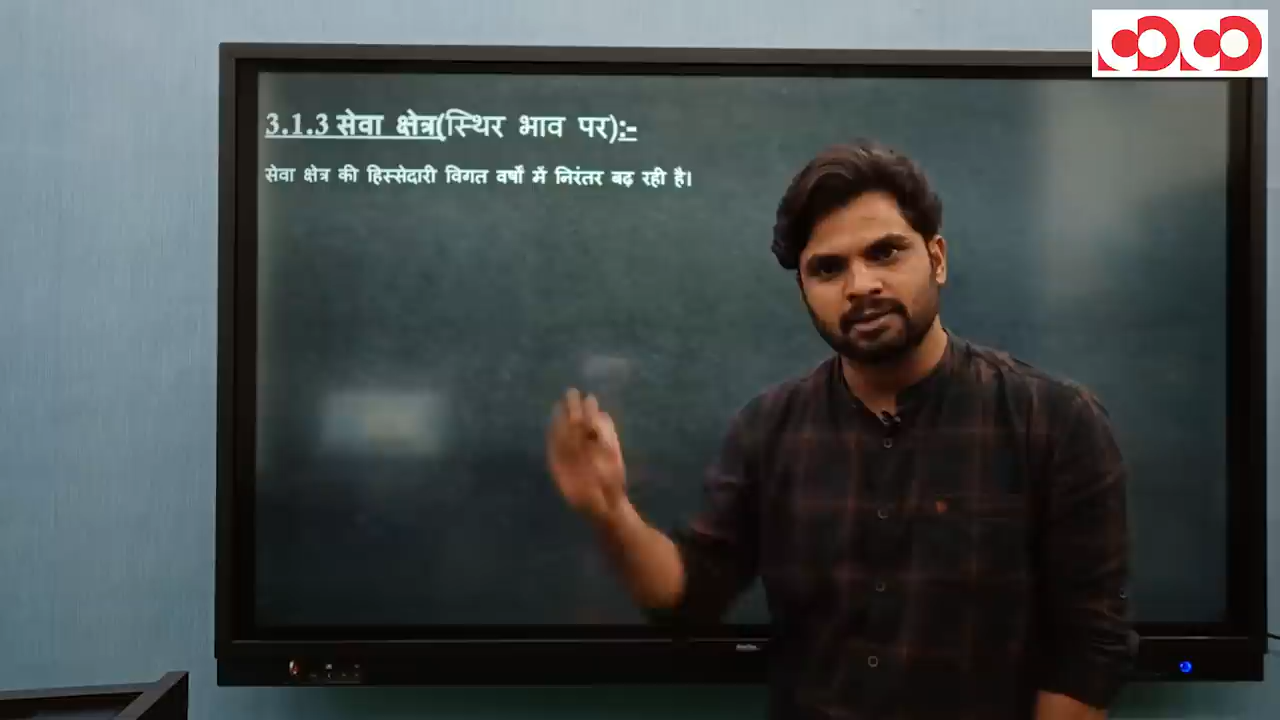 3.1.3 सेवा क्षेत्र(स्थिर भाव पर):-
सेवा क्षेत्र की हिस्सेदारी विगत वर्षों में निरंतर बढ़ रही है।